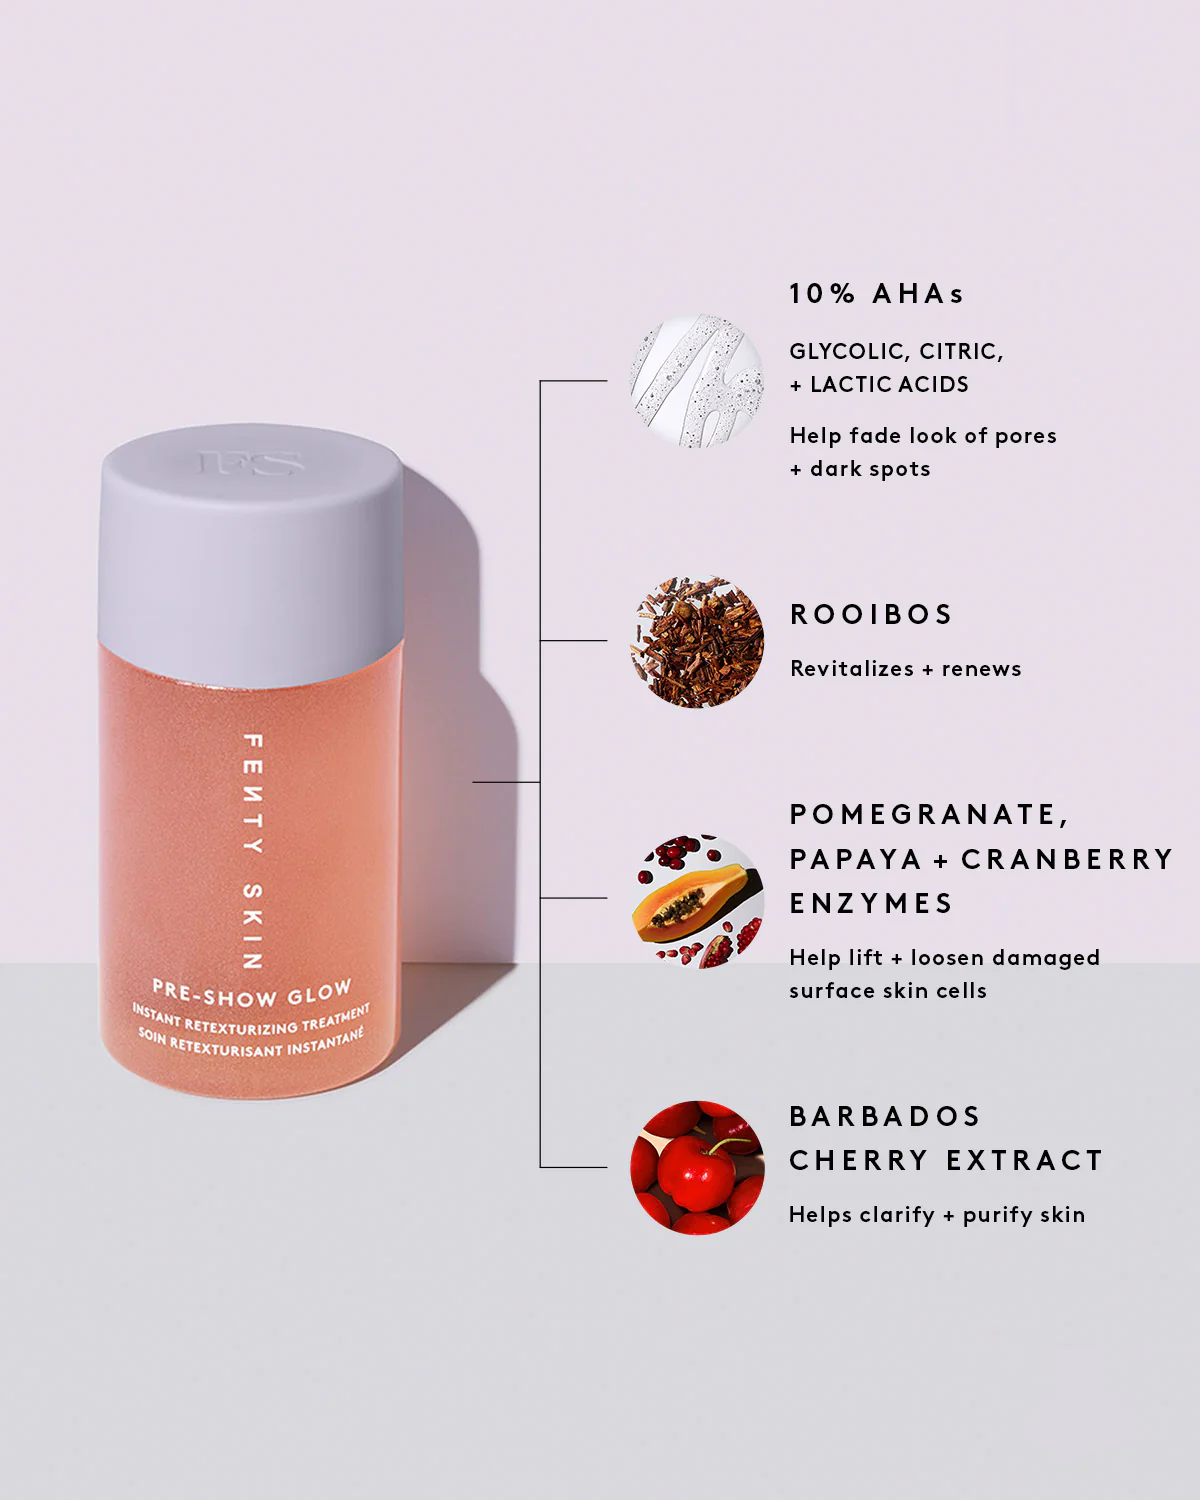 FS
FEИTY SKIN
PRE-SHOW GLOW
INSTANT RETEXTURIZING TREATMENT
SOIN RETEXTURISANT INSTANTANÉ
10% AHAs
GLYCOLIC, CITRIC,
+ LACTIC ACIDS
Help fade look of pores
+ dark spots
ROOIBOS
Revitalizes + renews
POMEGRANATE,
PAPAYA + CRANBERRY
ENZYMES
Help lift + loosen damaged
surface skin cells
BARBADOS
CHERRY EXTRACT
Helps clarify + purify skin